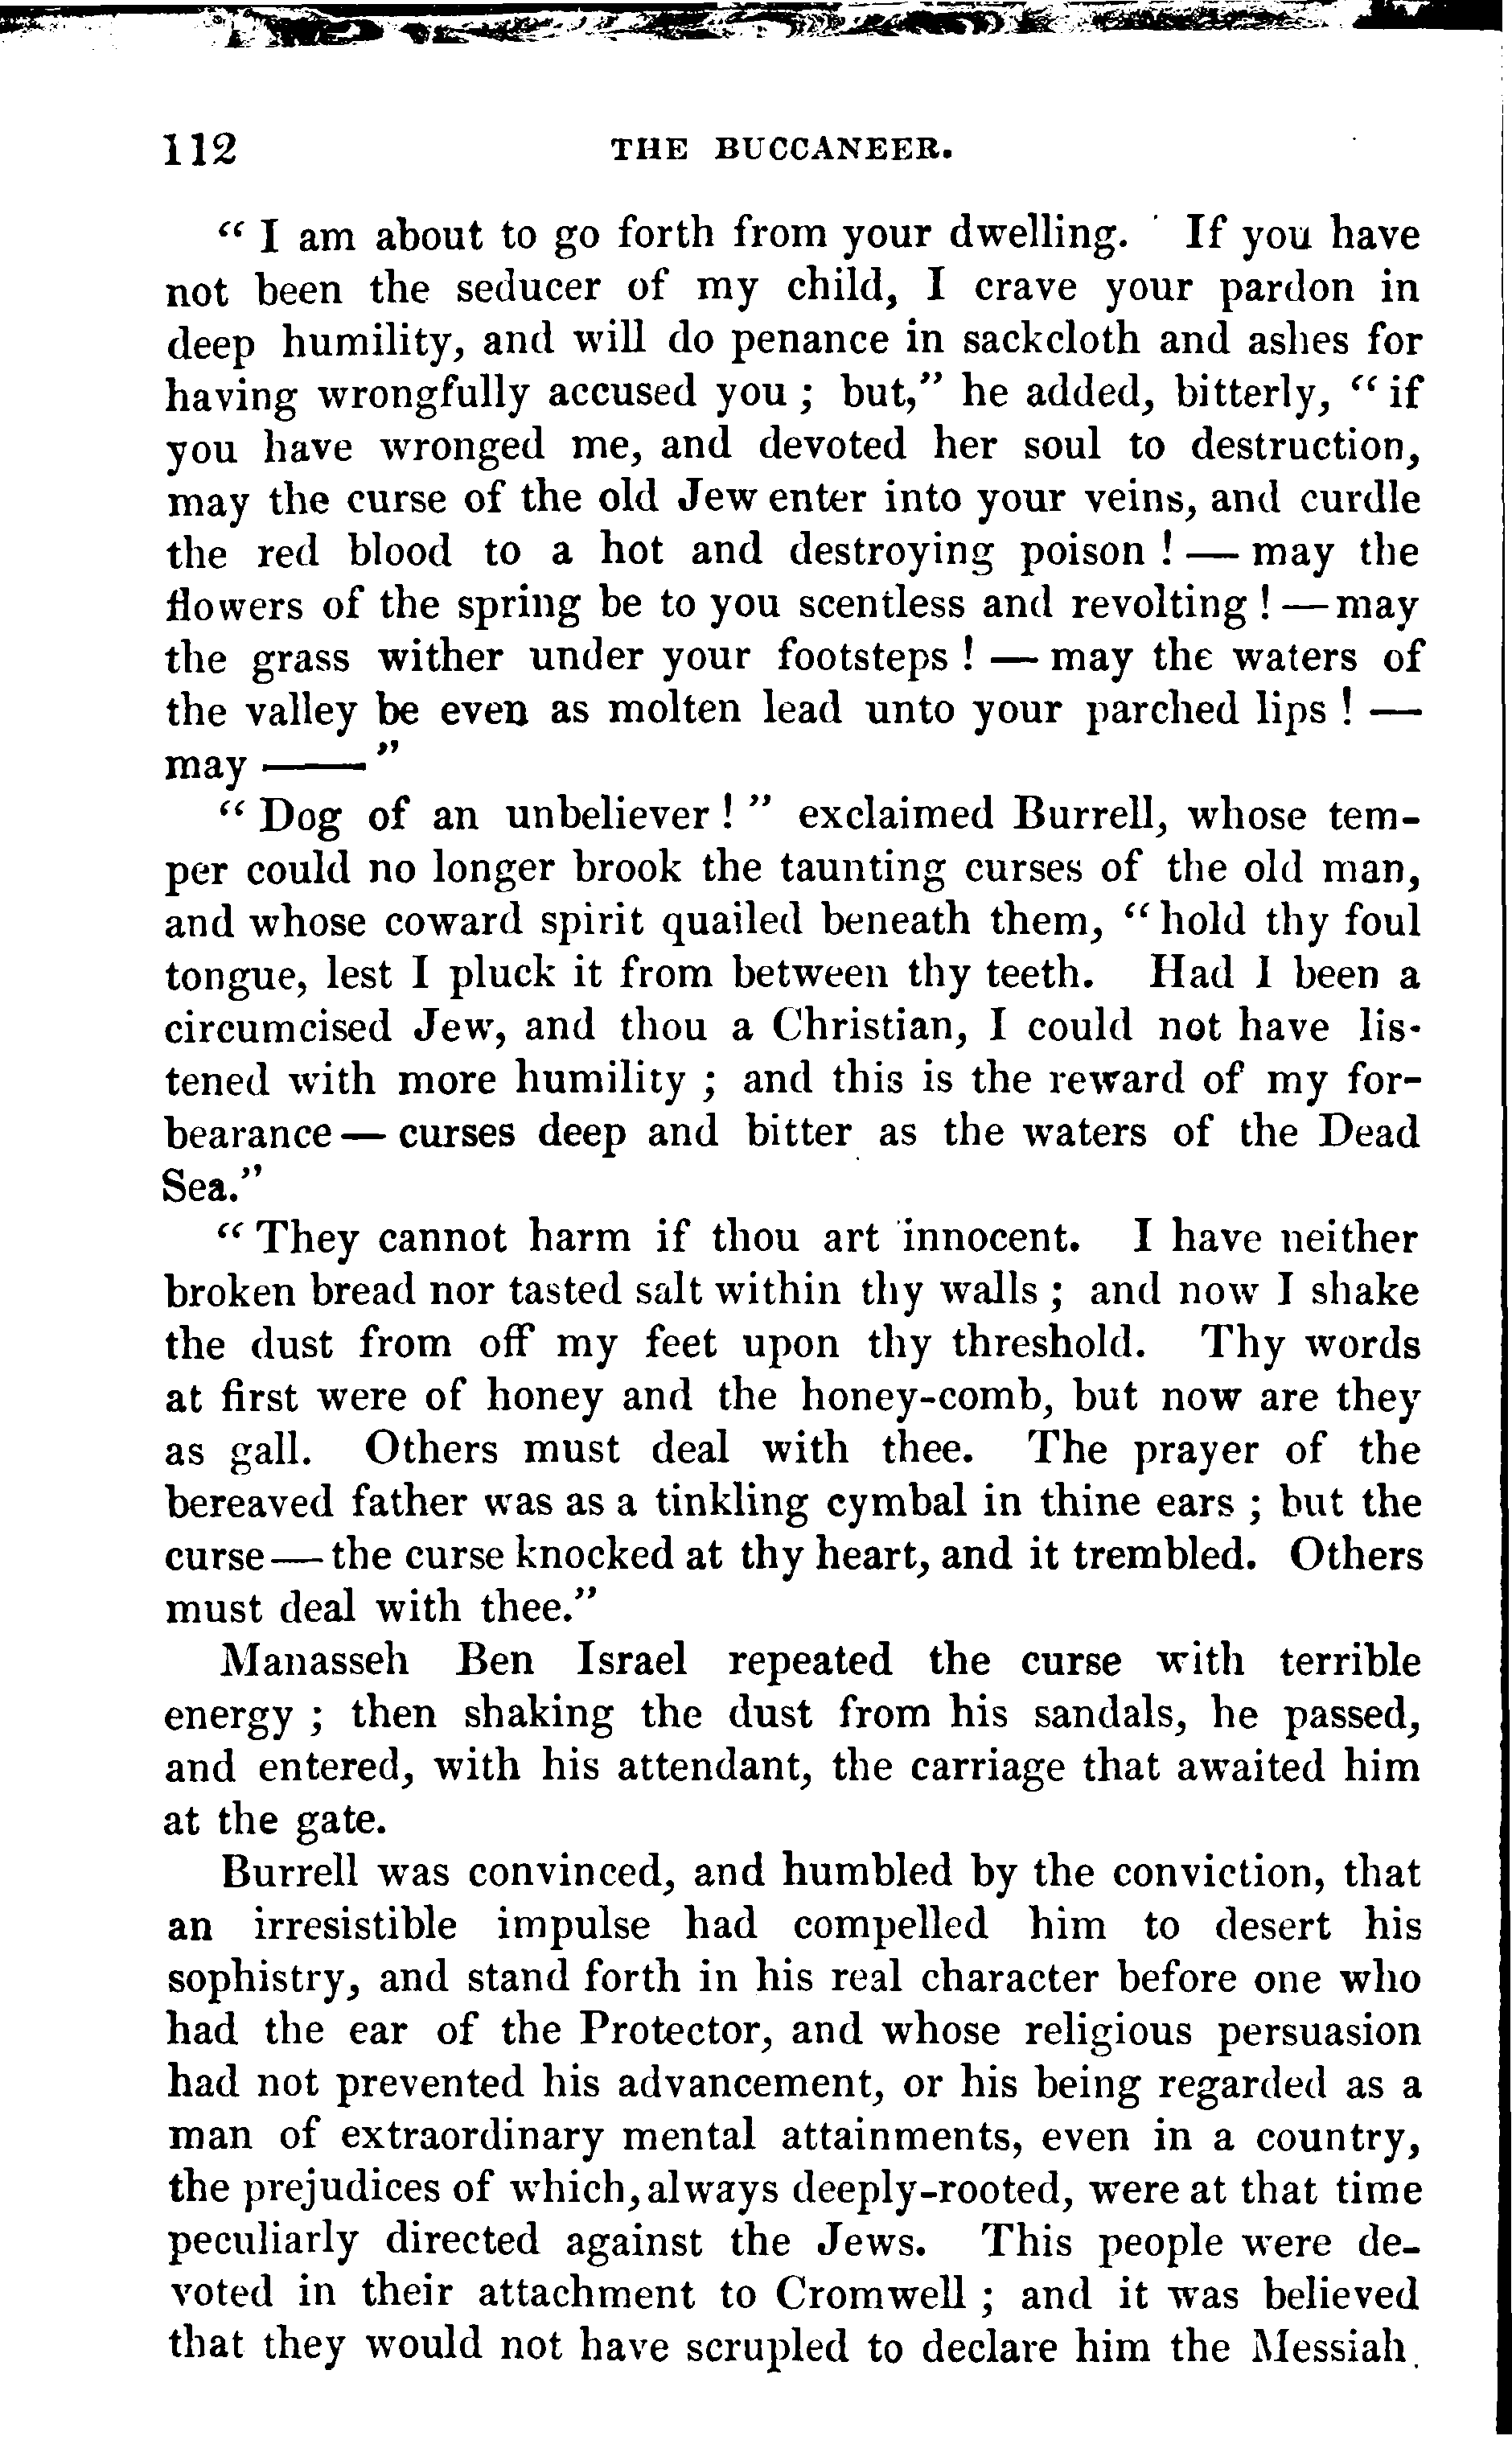 112 THE BUCCANEER.
“ I am about to go forth from your dwelling. If you have
not been the seducer of my child, I crave your pardon in
deep humility, and will do penance in sackcloth and ashes for
having wrongfully accused you ; but,” he added, bitterly, “ if
you have wronged me, and devoted her soul to destruction,
may the curse of the old Jew enter into your veins, and curdle
the red blood to a hot and destroying poison ! — may the
flowers of the spring be to you scentless and revolting ! — may
the grass wither under your footsteps ! — may the waters of
the valley be even as molten lead unto your parched lips ! —
may ——”
“ Dog of an unbeliever ! ” exclaimed Burrell, whose tem-
per could no longer brook the taunting curses of the old man,
and whose coward spirit quailed beneath them, “ hold thy foul
tongue, lest I pluck it from between thy teeth. Had I been a
circumcised Jew, and thou a Christian, I could not have lis-
tened with more humility ; and this is the reward of my for-
bearance — curses deep and bitter as the waters of the Dead
Sea.”
“ They cannot harm if thou art innocent. I have neither
broken bread nor tasted salt within thy walls ; and now I shake
the dust from off my feet upon thy threshold. Thy words
at first were of honey and the honey-comb, but now are they
as gall. Others must deal with thee. The prayer of the
bereaved father was as a tinkling cymbal in thine ears ; but the
curse — the curse knocked at thy heart, and it trembled. Others
must deal with thee.”
Manasseh Ben Israel repeated the curse with terrible
energy ; then shaking the dust from his sandals, he passed,
and entered, with his attendant, the carriage that awaited him
at the gate.
Burrell was convinced, and humbled by the conviction, that
an irresistible impulse had compelled him to desert his
sophistry, and stand forth in his real character before one who
had the ear of the Protector, and whose religious persuasion
had not prevented his advancement, or his being regarded as a
man of extraordinary mental attainments, even in a country,
the prejudices of which, always deeply-rooted, were at that time
peculiarly directed against the Jews. This people were de-
voted in their attachment to Cromwell ; and it was believed
that they would not have scrupled to declare him the Messiah.